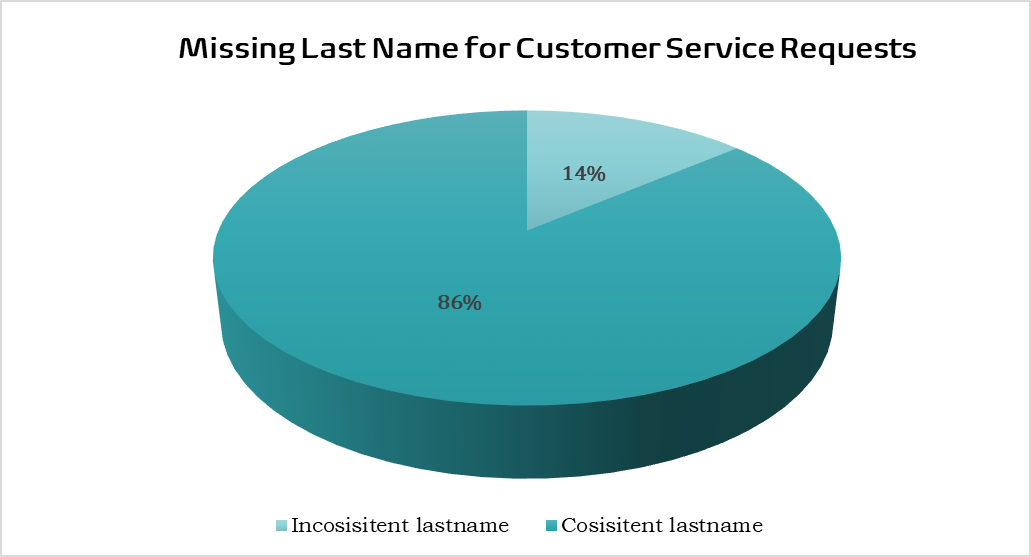 Missing Last Name for Customer Service Requests
14%
86%
Incosisitent lastname
Cosisitent lastname